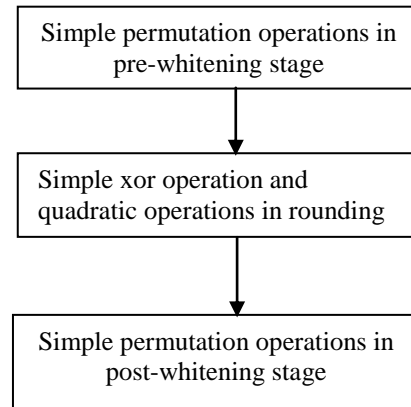 Simple permutation operations in
pre-whitening stage
Simple xor operation and
quadratic operations in rounding
Simple permutation operations in
post-whitening stage